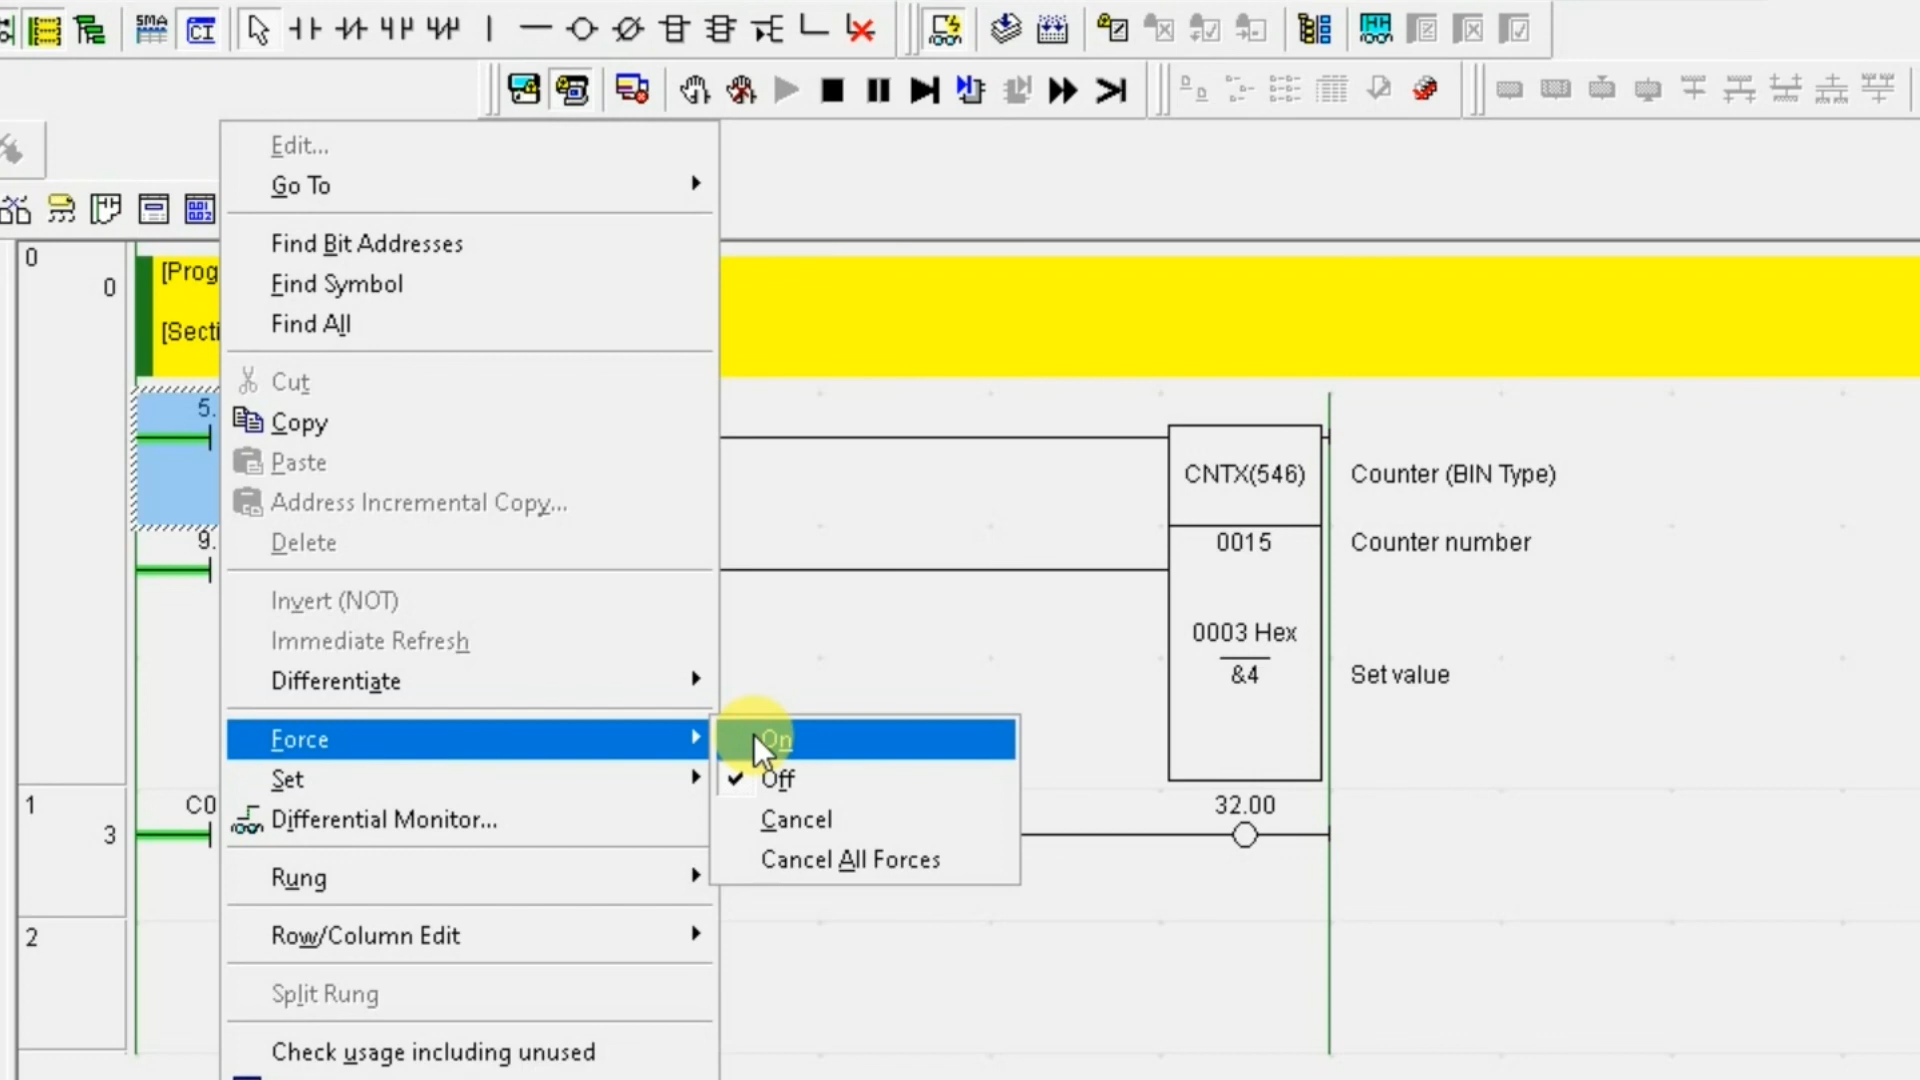 SMA
CI
Edit...
Go To
Find Bit Addresses
Find Symbol
Find All
Cut
Copy
Paste
Address Incremental Copy...
Delete
Invert (NOT)
Immediate Refresh
Differentiate
Force
Set
Differential Monitor...
Rung
Row/Column Edit
Split Rung
Check usage including unused
On
Off
Cancel
Cancel All Forces
0
0
[Prog
[Secti
5.
9.
CNTX(546)
Counter (BIN Type)
0015
Counter number
0003 Hex
&4
Set value
1
3
C0
32.00
2